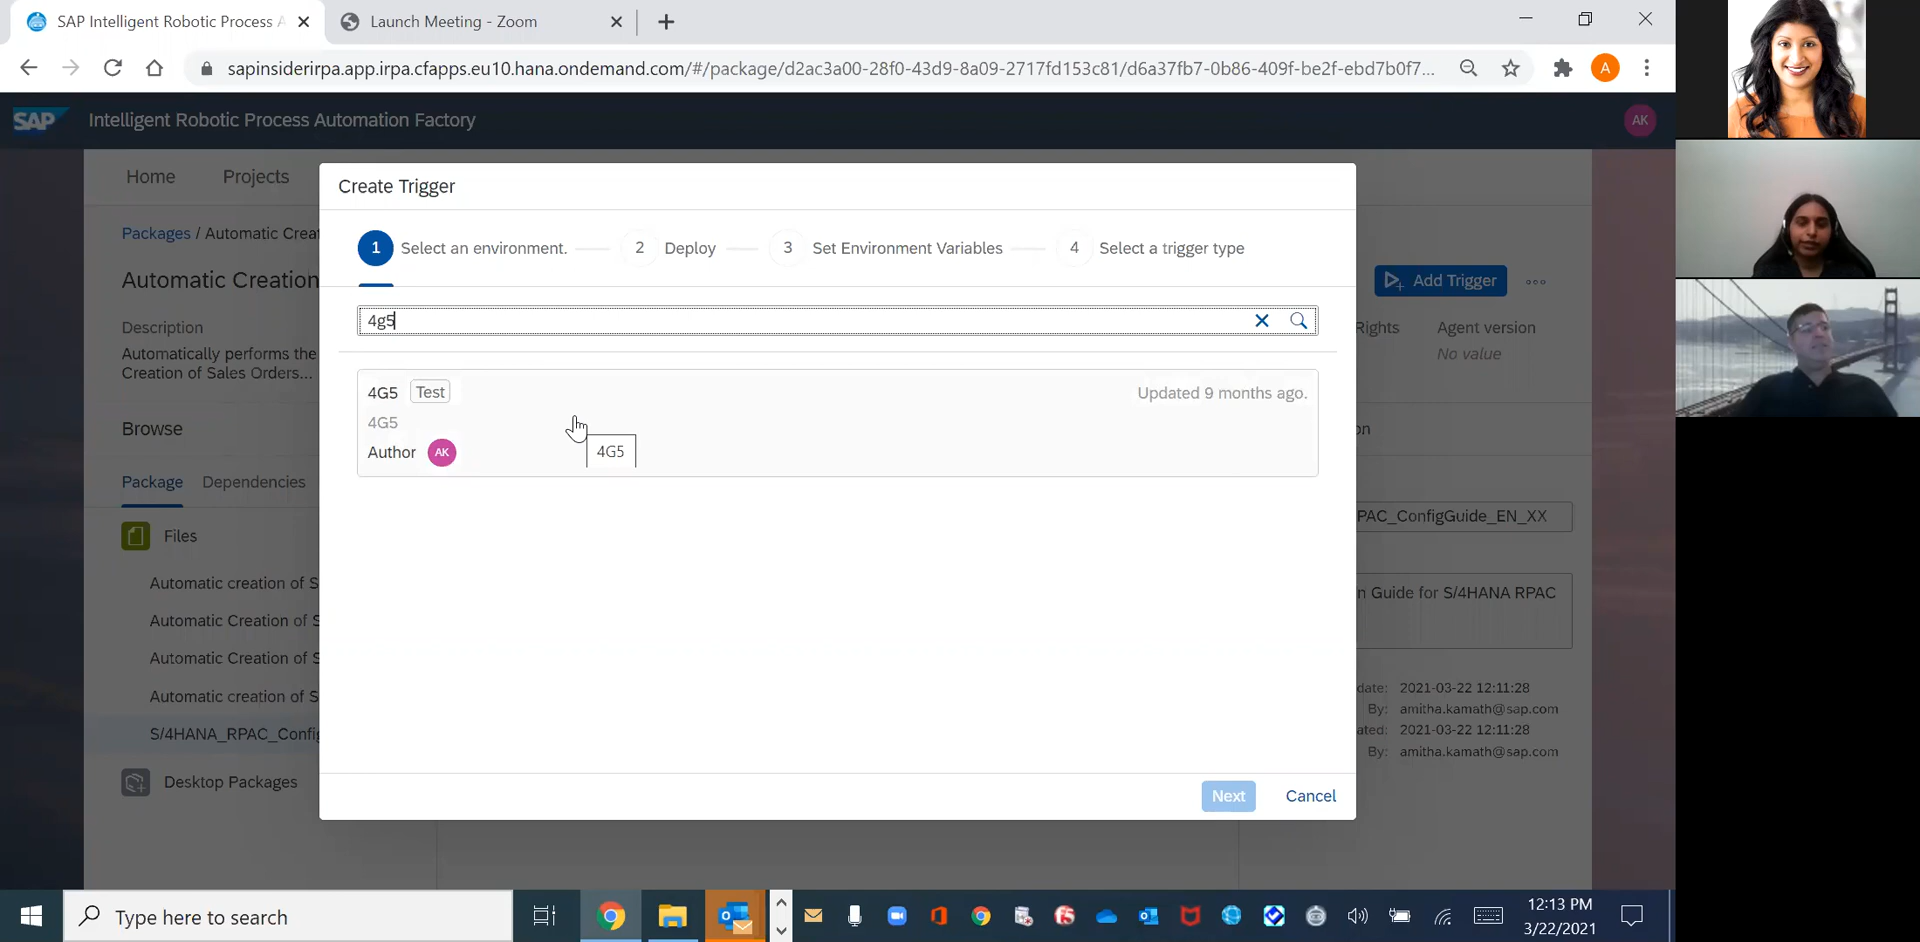 SAP Intelligent Robotic Process A
Launch Meeting - Zoom
sapinsiderirpa.app.irpa.cfapps.eu10.hana.ondemand.com/#/package/d2ac3a00-28f0-43d9-8a09-2717fd153c81/d6a37fb7-0b86-409f-be2f-ebd7b0f7...
A
SAP
Intelligent Robotic Process Automation Factory
AK
Home
Projects
Create Trigger
Packages / Automatic Creat
1
Select an environment.
2
Deploy
3
Set Environment Variables
4
Select a trigger type
Automatic Creation
Add Trigger
4g5
Description
Rights
Agent version
Automatically performs the
No value
Creation of Sales Orders...
4G5
Test
Updated 9 months ago.
4G5
Browse
Author
AK
4G5
Package
Dependencies
PAC_ConfigGuide_EN_XX
Files
Automatic creation of S
n Guide for S/4HANA RPAC
Automatic Creation of S
Automatic Creation of S
Automatic creation of S
date:
2021-03-22 12:11:28
By:
amitha.kamath@sap.com
S/4HANA_RPAC_Config
ated:
2021-03-22 12:11:28
By:
amitha.kamath@sap.com
Desktop Packages
Next
Cancel
Type here to search
12:13 PM
3/22/2021